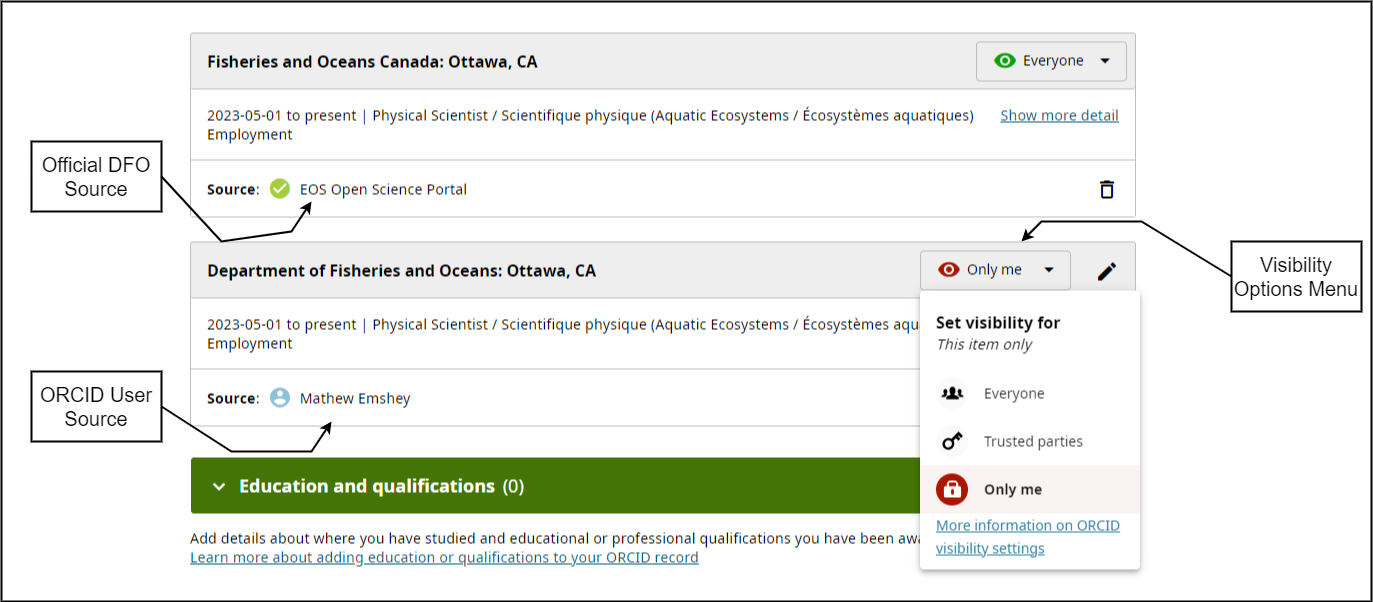 Fisheries and Oceans Canada: Ottawa, CA
Everyone
2023-05-01 to present | Physical Scientist / Scientifique physique (Aquatic Ecosystems / Écosystèmes aquatiques)
Show more detail
Employment
Official DFO
Source
Source: EOS Open Science Portal
Department of Fisheries and Oceans: Ottawa, CA
Only me
Visibility
Options Menu
2023-05-01 to present | Physical Scientist / Scientifique physique (Aquatic Ecosystems / Écosystèmes aqu
Employment
Set visibility for
This item only
Everyone
Trusted parties
Only me
More information on ORCID
visibility settings
ORCID User
Source
Source: Mathew Emshey
Education and qualifications (0)
Add details about where you have studied and educational or professional qualifications you have been awa
Learn more about adding education or qualifications to your ORCID record